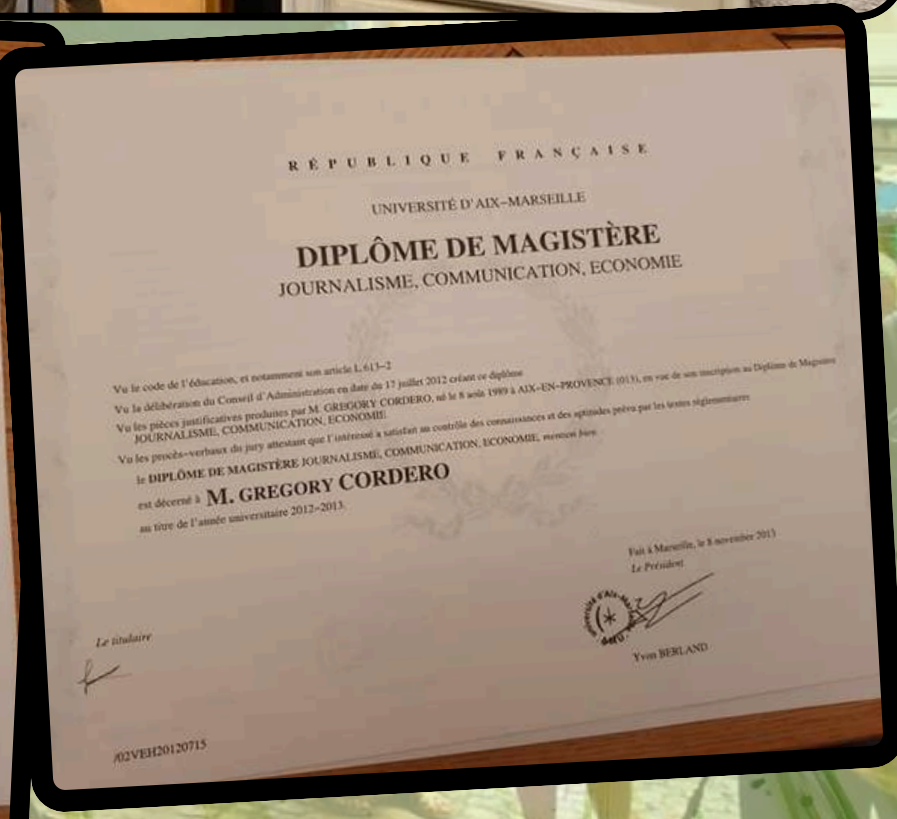 RÉPUBLIQUE FRANÇAISE
UNIVERSITÉ D'AIX-MARSEILLE
DIPLÔME DE MAGISTÈRE
JOURNALISME, COMMUNICATION, ECONOMIE
Vu le code de l'éducation, et notamment son article L.613-2
Vu la délibération du Conseil d'Administration en date du 17 juillet 2012 créant ce diplôme
Vu les pièces justificatives produites par M. GREGORY CORDERO, né le 8 août 1989 à AIX-EN-PROVENCE (013), en vue de son inscription au Diplôme de Magistère
JOURNALISME, COMMUNICATION, ECONOMIE
Vu les procès-verbaux du jury attestant que l'intéressé a satisfait au contrôle des connaissances et des aptitudes prévu par les textes réglementaires
le DIPLÔME DE MAGISTÈRE JOURNALISME, COMMUNICATION, ECONOMIE, mention bien
est décerné à M. GREGORY CORDERO
au titre de l'année universitaire 2012-2013.
Fait à Marseille, le 8 november 2013
Le Président
Université d'Aix-Marseille
Yvon BERLAND
Le titulaire
/02VEH20120715